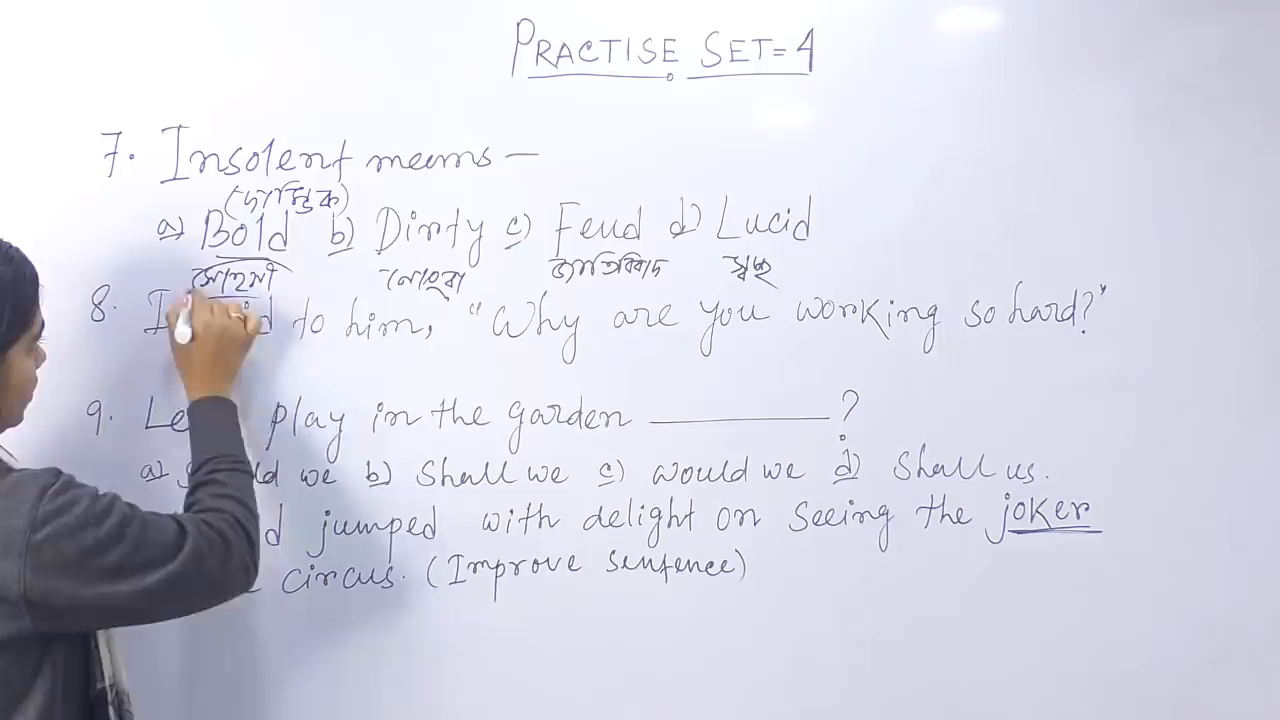 PRACTISE SET=4
7. Insolent means —
(দাম্ভিক)
a) Bold b) Dirty c) Feud d) Lucid
সাহসী নোংরা জাতিবিবাদ স্বচ্ছ
8. I to him, "Why are you working so hard?"
9. play in the garden ________?
a) we b) Shall we c) would we d) Shall us.
jumped with delight on seeing the joker
circus. (Improve sentence)